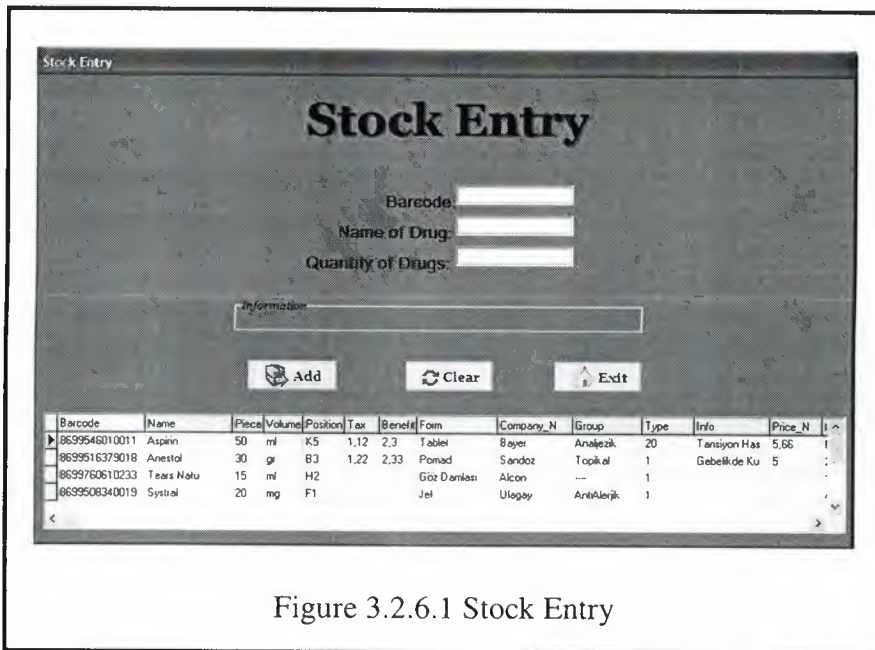 Stock Entry
Stock Entry
Barcode:
Name of Drug:
Quantity of Drugs:
Information
Add Clear Exit
Barcode Name Piece Volume Position Tax Benefit Form Company_N Group Type Info Price_N
8699546010011 Aspirin 50 ml K5 1,12 2,3 Tablet Bayer Analjezik 20 Tansiyon Has 5,66
8699516379018 Anestol 30 gr B3 1,22 2,33 Pomad Sandoz Topikal 1 Gebelikde Ku 5
8699760610233 Tears Natu 15 ml H2 Göz Damlası Alcon ---- 1
8699508340019 Systral 20 mg F1 Jel Ulagay AntiAlerjik 1
Figure 3.2.6.1 Stock Entry